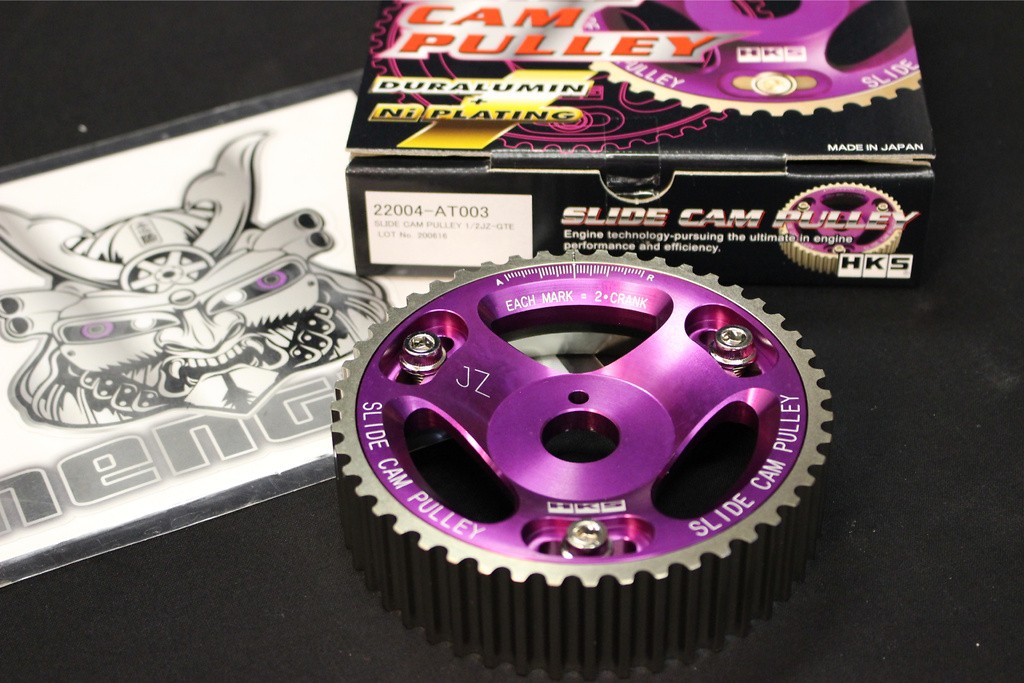 CAM
PULLEY
DURALUMIN
+
Ni PLATING
PULLEY
HKS
SLIDE
MADE IN JAPAN
22004-AT003
SLIDE CAM PULLEY 1/2JZ-GTE
LOT No. 200616
SLIDE CAM PULLEY
Engine technology-pursuing the ultimate in engine
performance and efficiency.
HKS
A
R
EACH MARK = 2•CRANK
JZ
SLIDE CAM PULLEY
SLIDE CAM PULLEY
HKS